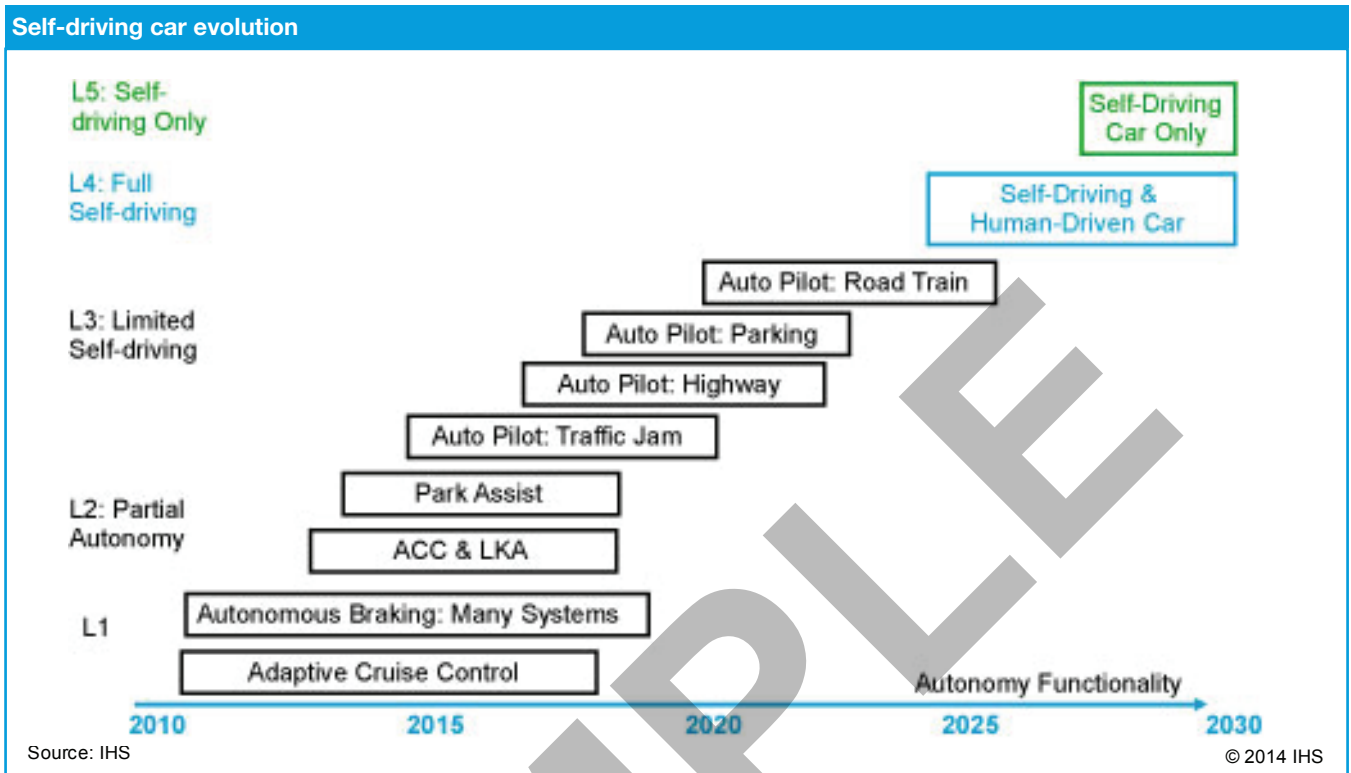 Self-driving car evolution
L5: Self-
driving Only
Self-Driving
Car Only
L4: Full
Self-driving
Self-Driving &
Human-Driven Car
Auto Pilot: Road Train
L3: Limited
Self-driving
Auto Pilot: Parking
Auto Pilot: Highway
Auto Pilot: Traffic Jam
L2: Partial
Autonomy
Park Assist
ACC & LKA
L1
Autonomous Braking: Many Systems
Adaptive Cruise Control
Autonomy Functionality
2010 2015 2020 2025 2030
Source: IHS
© 2014 IHS
MPLE